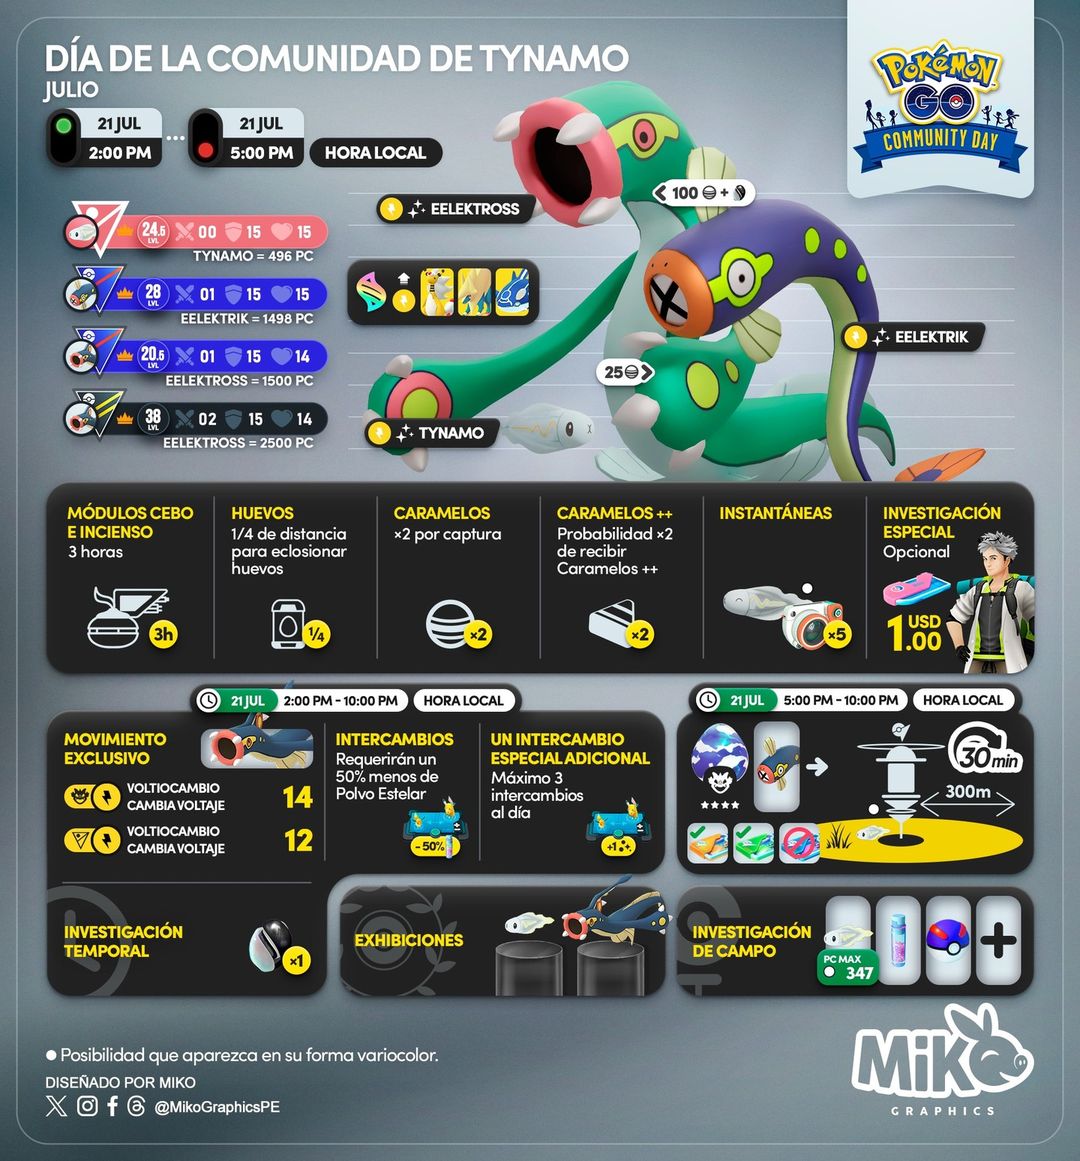 DÍA DE LA COMUNIDAD DE TYNAMO
JULIO
21 JUL
2:00 PM
...
21 JUL
5:00 PM
HORA LOCAL
Pokémon
GO
COMMUNITY DAY
24.5
LVL
00
15
15
TYNAMO = 496 PC
28
LVL
01
15
15
EELEKTRIK = 1498 PC
20.5
LVL
01
15
14
EELEKTROSS = 1500 PC
38
LVL
02
15
14
EELEKTROSS = 2500 PC
EELEKTROSS
100 +
EELEKTRIK
25
TYNAMO
MÓDULOS CEBO
E INCIENSO
3 horas
3h
HUEVOS
1/4 de distancia
para eclosionar
huevos
1/4
CARAMELOS
×2 por captura
×2
CARAMELOS ++
Probabilidad ×2
de recibir
Caramelos ++
×2
INSTANTÁNEAS
×5
INVESTIGACIÓN
ESPECIAL
Opcional
1.00 USD
21 JUL
2:00 PM - 10:00 PM
HORA LOCAL
MOVIMIENTO
EXCLUSIVO
VOLTIOCAMBIO
CAMBIA VOLTAJE
14
VOLTIOCAMBIO
CAMBIA VOLTAJE
12
INTERCAMBIOS
Requerirán un
50% menos de
Polvo Estelar
- 50%
UN INTERCAMBIO
ESPECIAL ADICIONAL
Máximo 3
intercambios
al día
+1
21 JUL
5:00 PM - 10:00 PM
HORA LOCAL
30 min
300m
INVESTIGACIÓN
TEMPORAL
×1
EXHIBICIONES
INVESTIGACIÓN
DE CAMPO
PC MAX
347
+
Posibilidad que aparezca en su forma variocolor.
DISEÑADO POR MIKO
@MikoGraphicsPE
MiKO
GRAPHICS